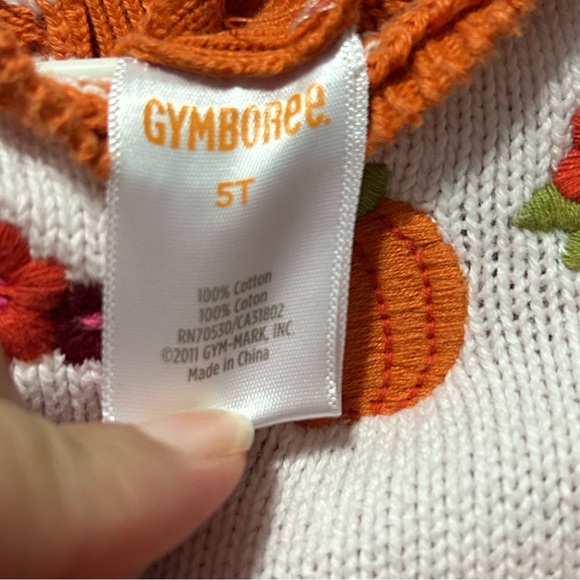 GYMBOREE.
5T
100% Cotton
100% Coton
RN70530/CA31802
©2011 GYM-MARK, INC.
Made in China